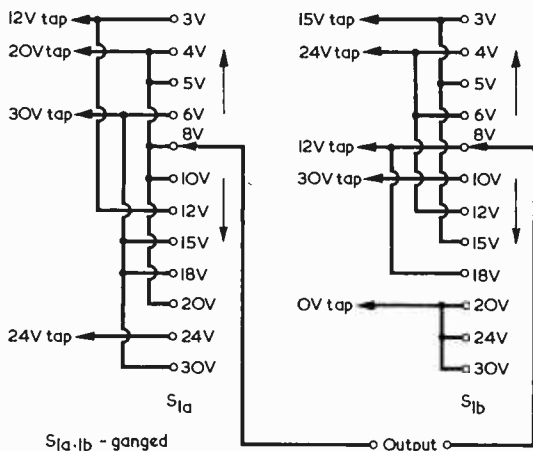 12V tap
3V
20V tap
4V
5V
30V tap
6V
8V
10V
12V
15V
18V
20V
24V tap
24V
30V
S1a
15V tap
3V
24V tap
4V
5V
6V
8V
12V tap
30V tap
10V
12V
15V
18V
0V tap
20V
24V
30V
S1b
S1a·1b - ganged
Output